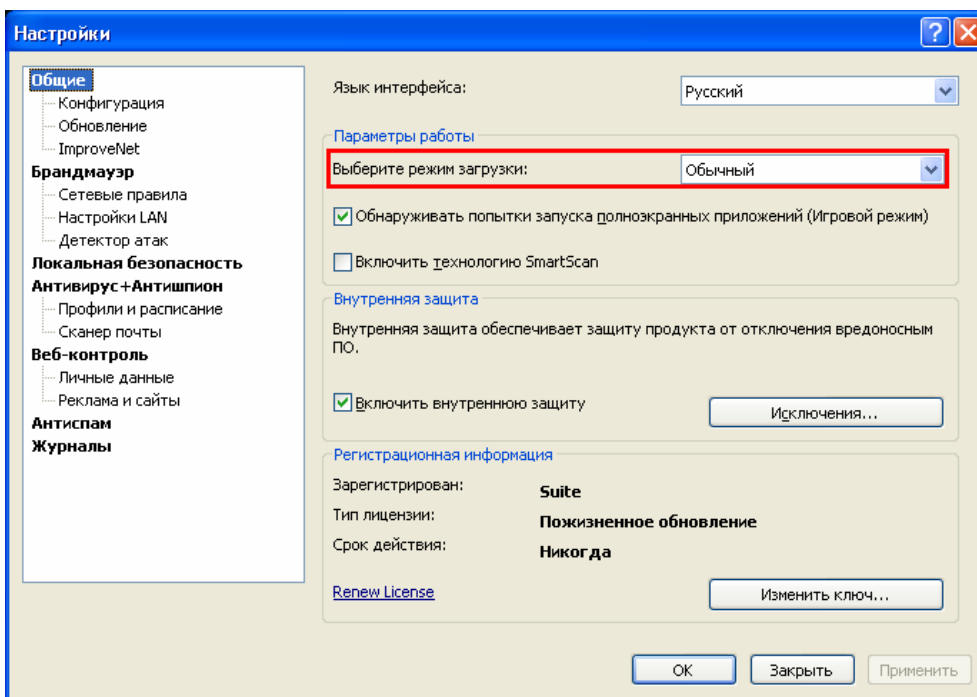 Настройки
Общие
Конфигурация
Обновление
ImproveNet
Брандмауэр
Сетевые правила
Настройки LAN
Детектор атак
Локальная безопасность
Антивирус+Антишпион
Профили и расписание
Сканер почты
Веб-контроль
Личные данные
Реклама и сайты
Антиспам
Журналы
Язык интерфейса: Русский
Параметры работы
Выберите режим загрузки: Обычный
Обнаруживать попытки запуска полноэкранных приложений (Игровой режим)
Включить технологию SmartScan
Внутренняя защита
Внутренняя защита обеспечивает защиту продукта от отключения вредоносным
ПО.
Включить внутреннюю защиту Исключения...
Регистрационная информация
Зарегистрирован: Suite
Тип лицензии: Пожизненное обновление
Срок действия: Никогда
Renew License Изменить ключ...
OK Закрыть Применить